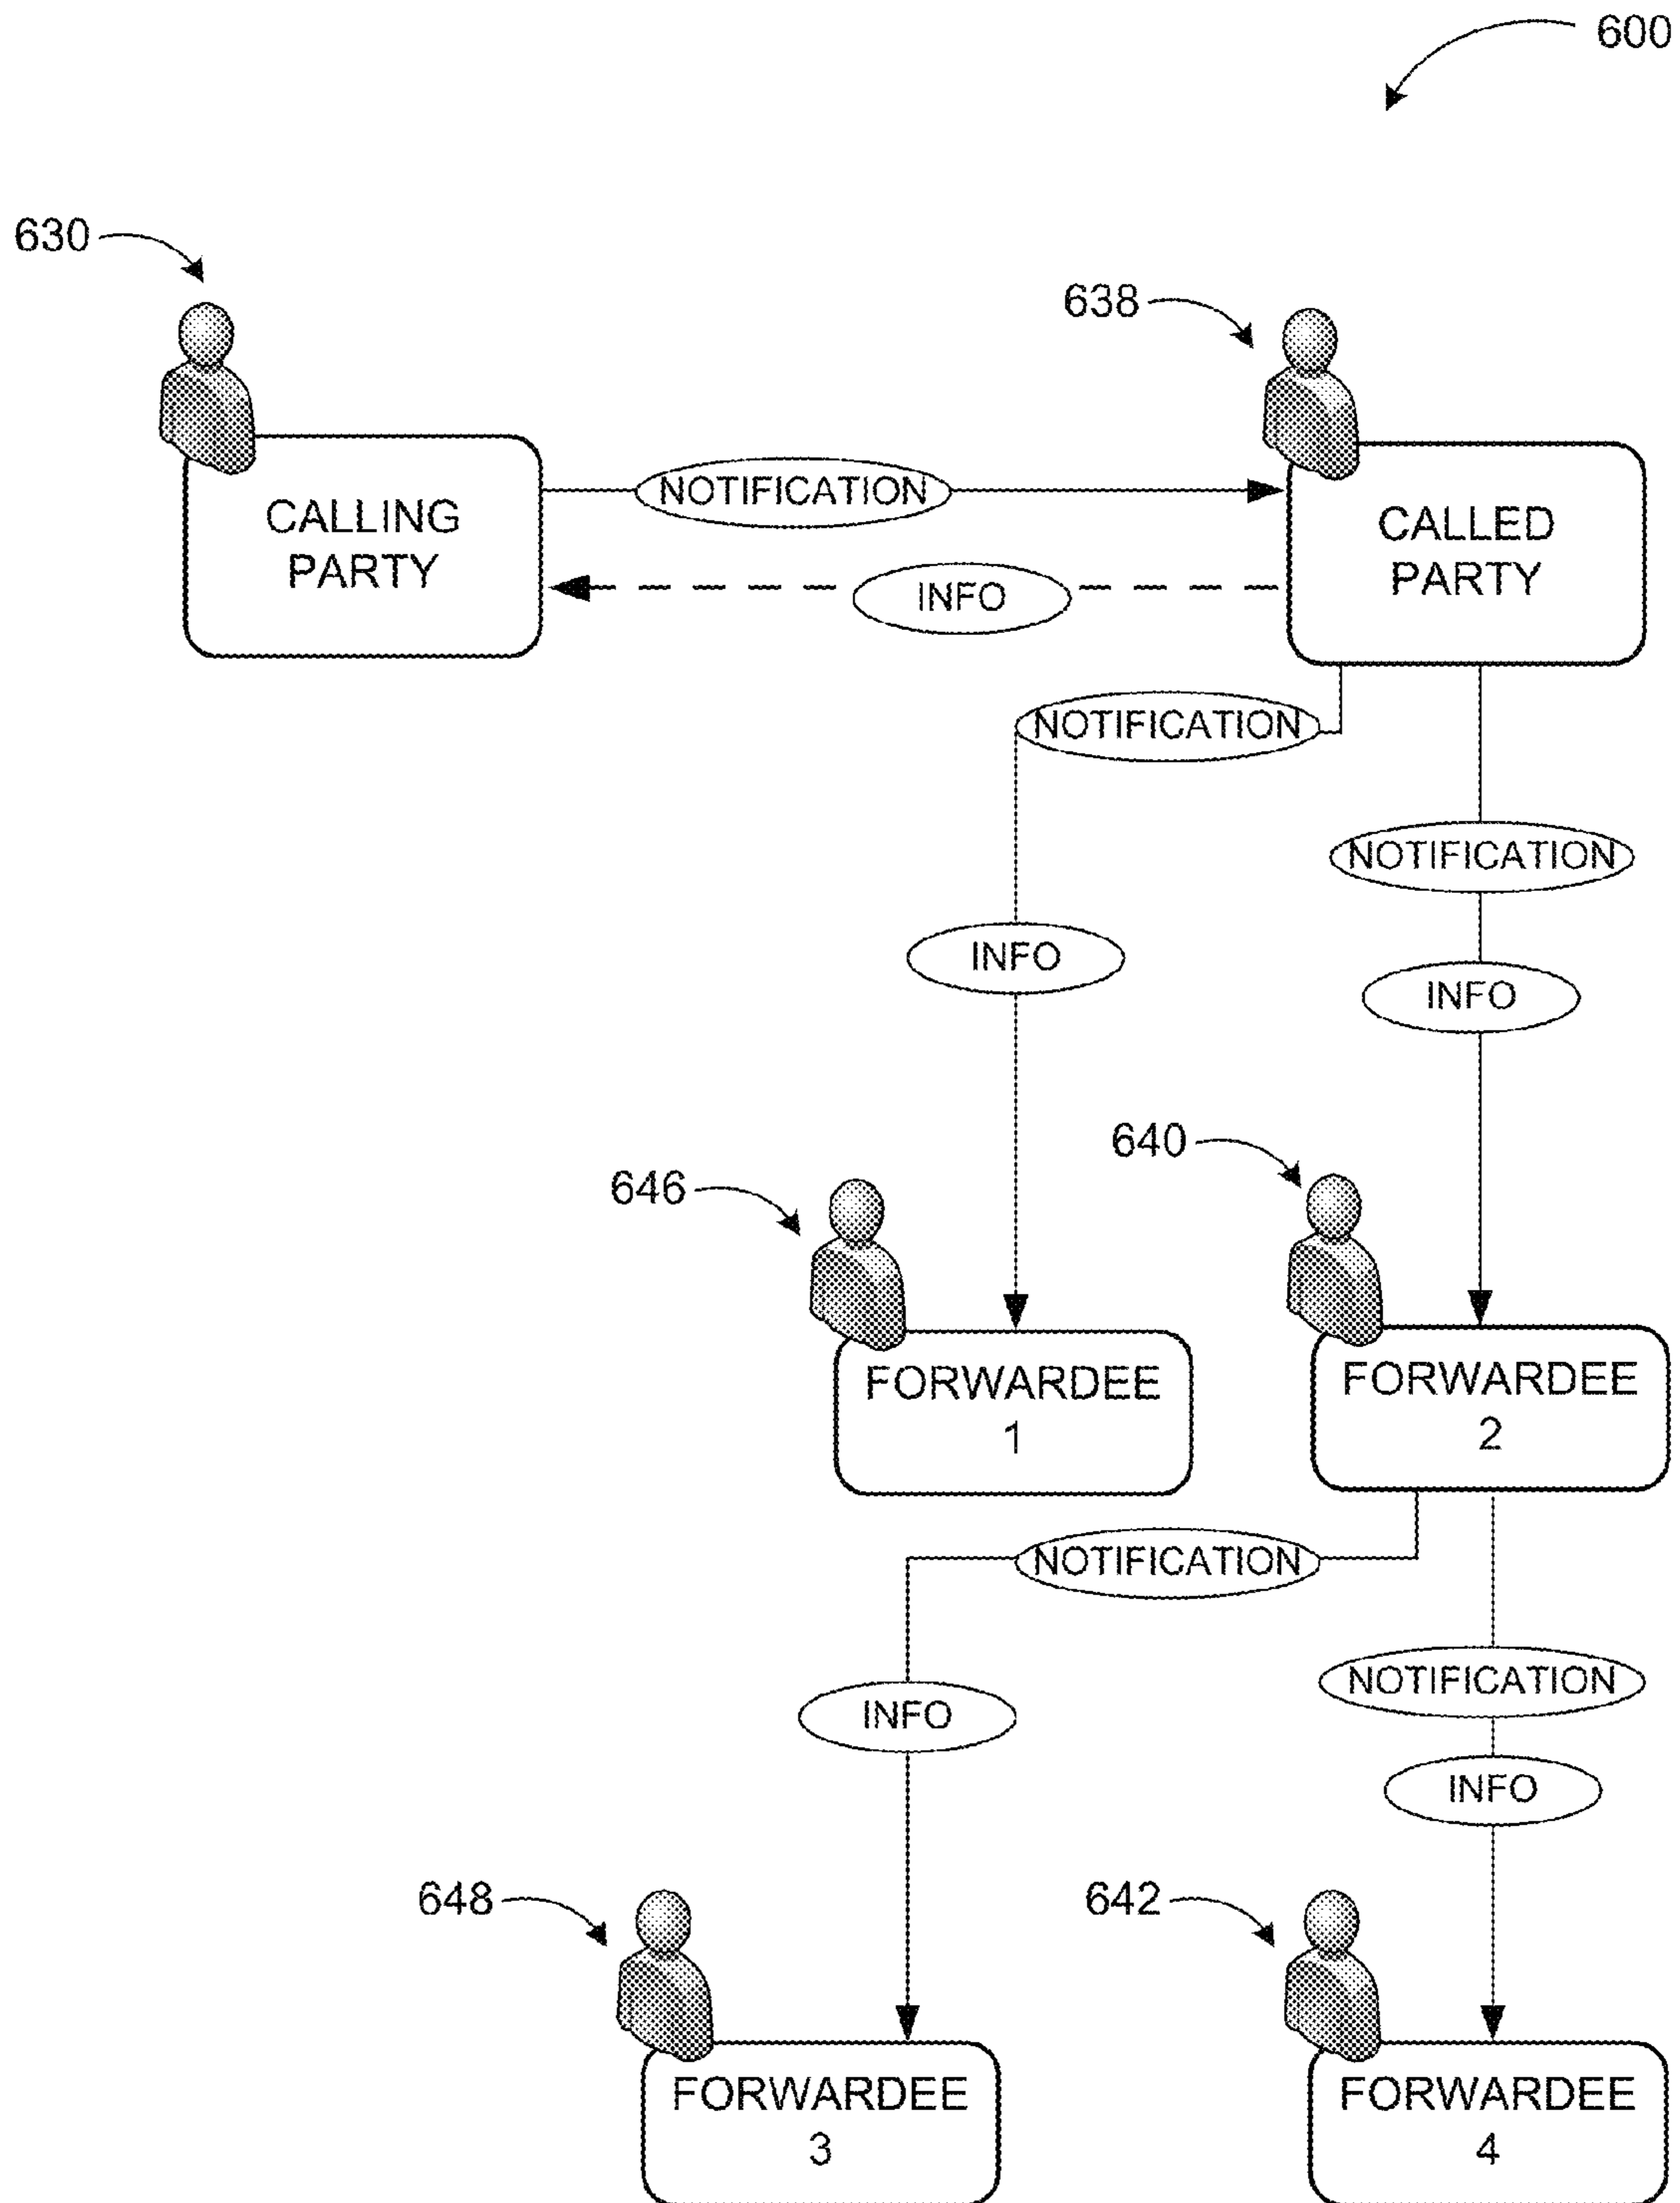 600
630
638
CALLING
PARTY
NOTIFICATION
CALLED
PARTY
INFO
NOTIFICATION
NOTIFICATION
INFO
INFO
640
646
FORWARDEE
1
FORWARDEE
2
NOTIFICATION
NOTIFICATION
INFO
INFO
648
642
FORWARDEE
3
FORWARDEE
4